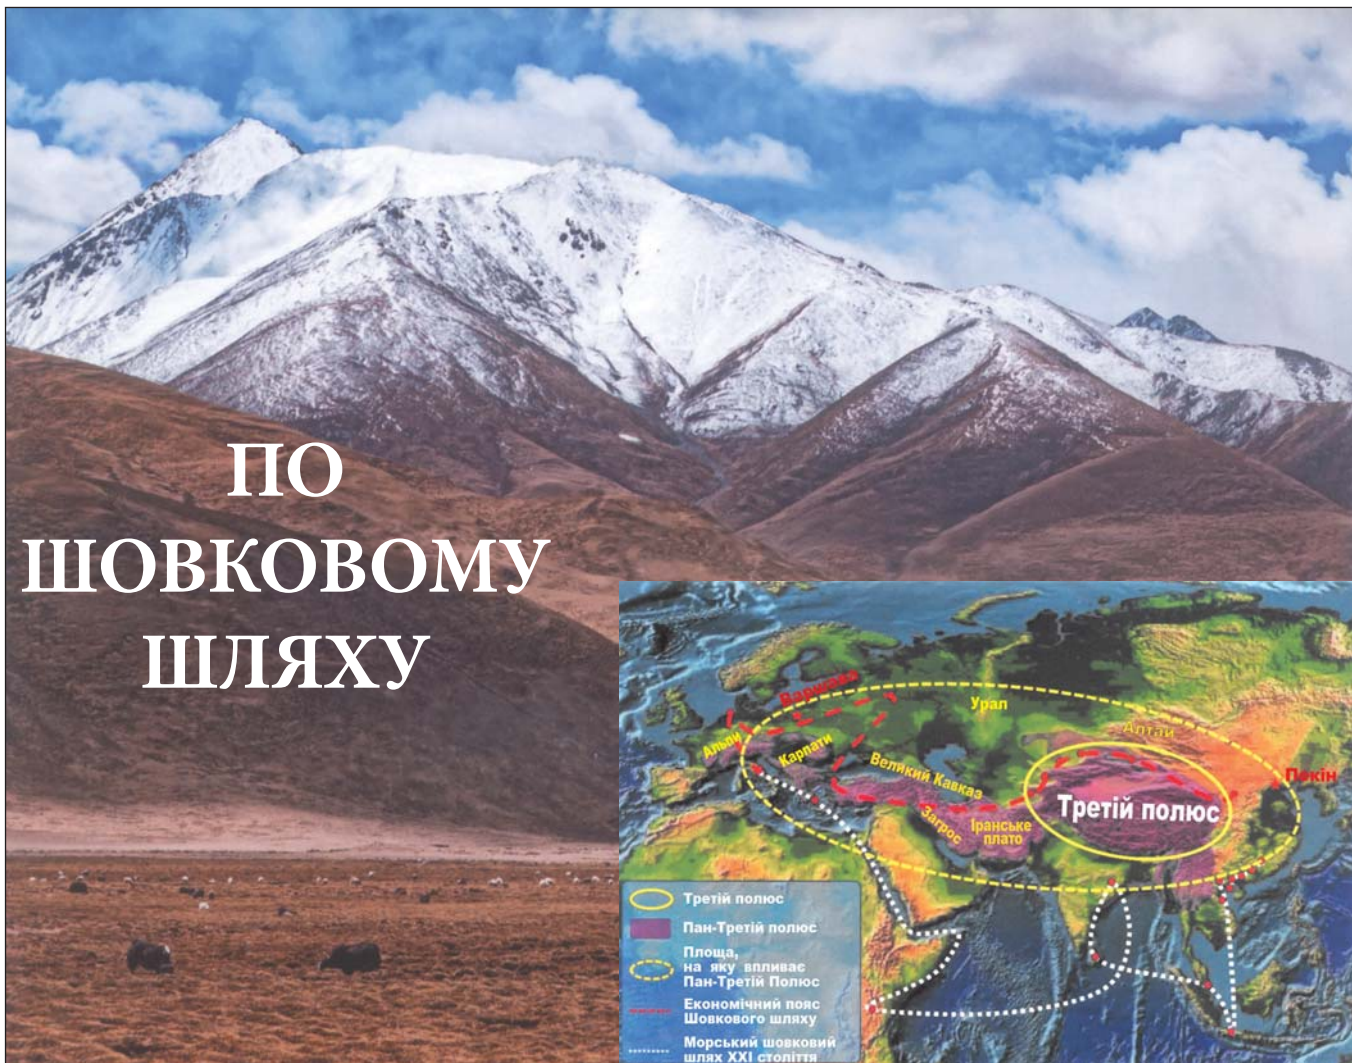 ПО
ШОВКОВОМУ
ШЛЯХУ
Варшава
Урал
Альпи
Карпати
Алтай
Великий Кавказ
Пекін
Третій полюс
Загрос
Іранське
плато
Третій полюс
Пан-Третій полюс
Площа,
на яку впливає
Пан-Третій Полюс
Економічний пояс
Шовкового шляху
Морський шовковий
шлях XXI століття